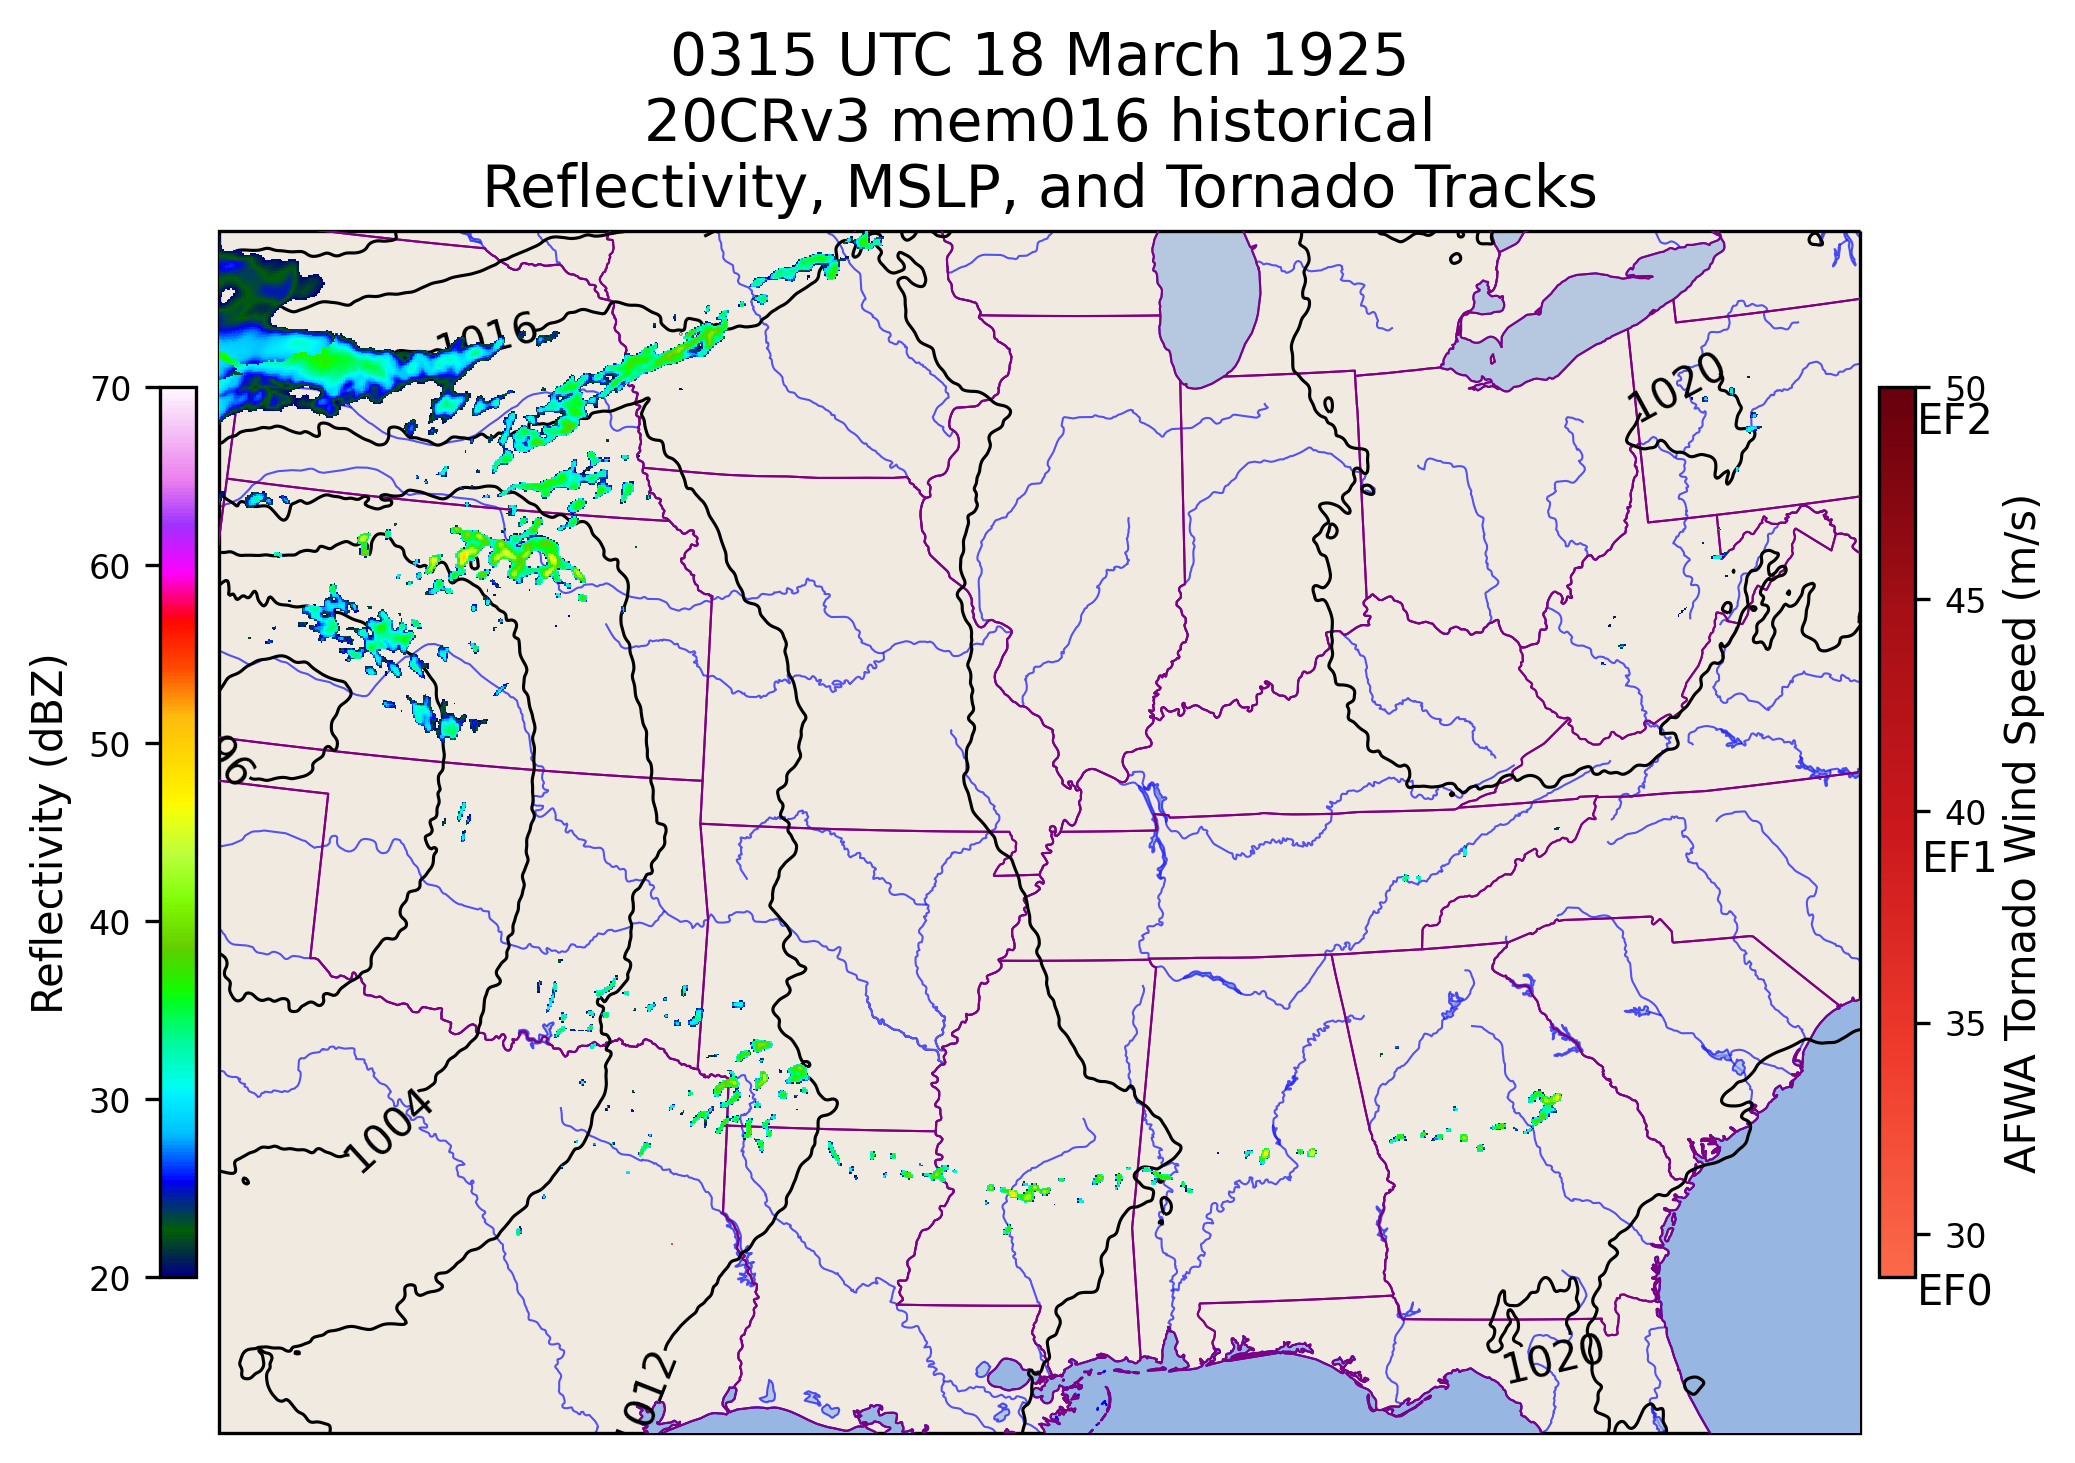 0315 UTC 18 March 1925
20CRv3 mem016 historical
Reflectivity, MSLP, and Tornado Tracks
Reflectivity (dBZ)
70
60
50
40
30
20
1016
1020
96
1004
012
1020
50
EF2
45
40
EF1
35
30
EF0
AFWA Tornado Wind Speed (m/s)